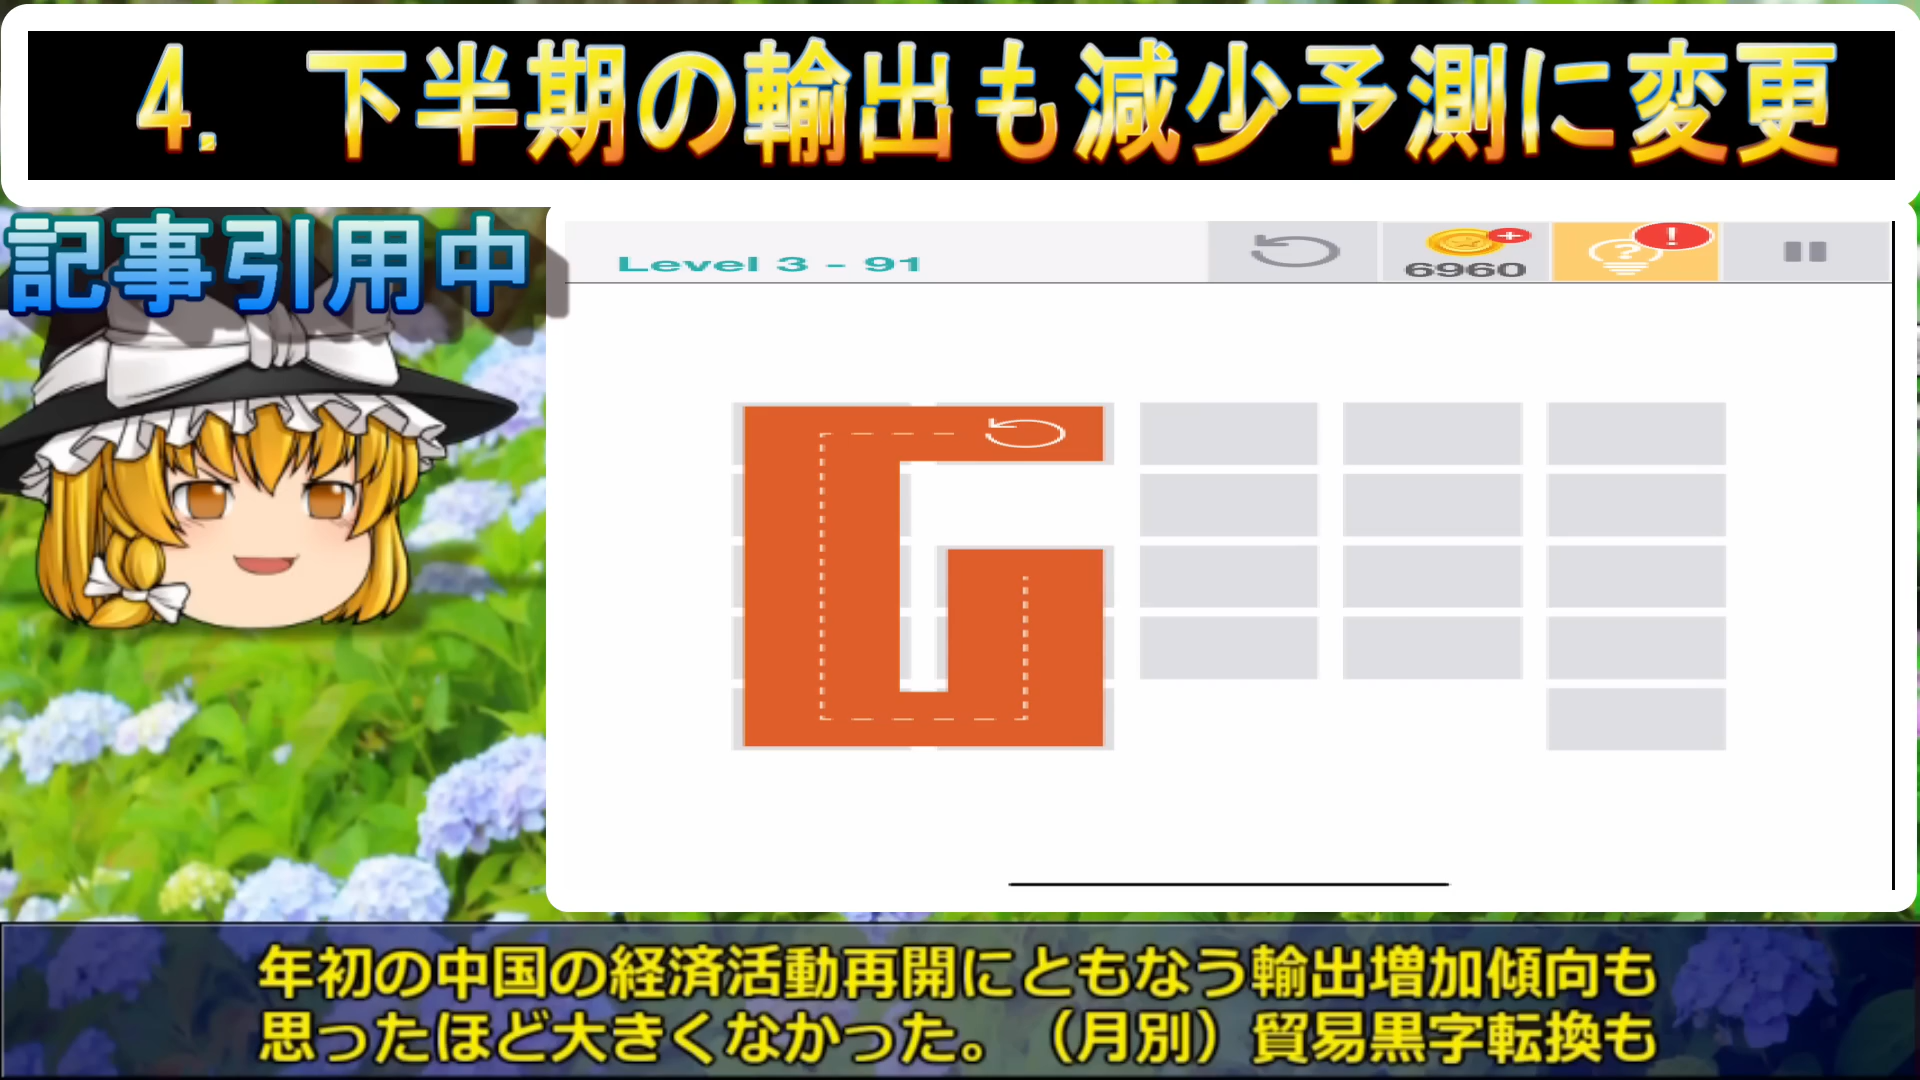 4. 下半期の輸出も減少予測に変更
記事引用中
Level 3 - 91
6960
年初の中国の経済活動再開にともなう輸出増加傾向も
思ったほど大きくなかった。（月別）貿易黒字転換も